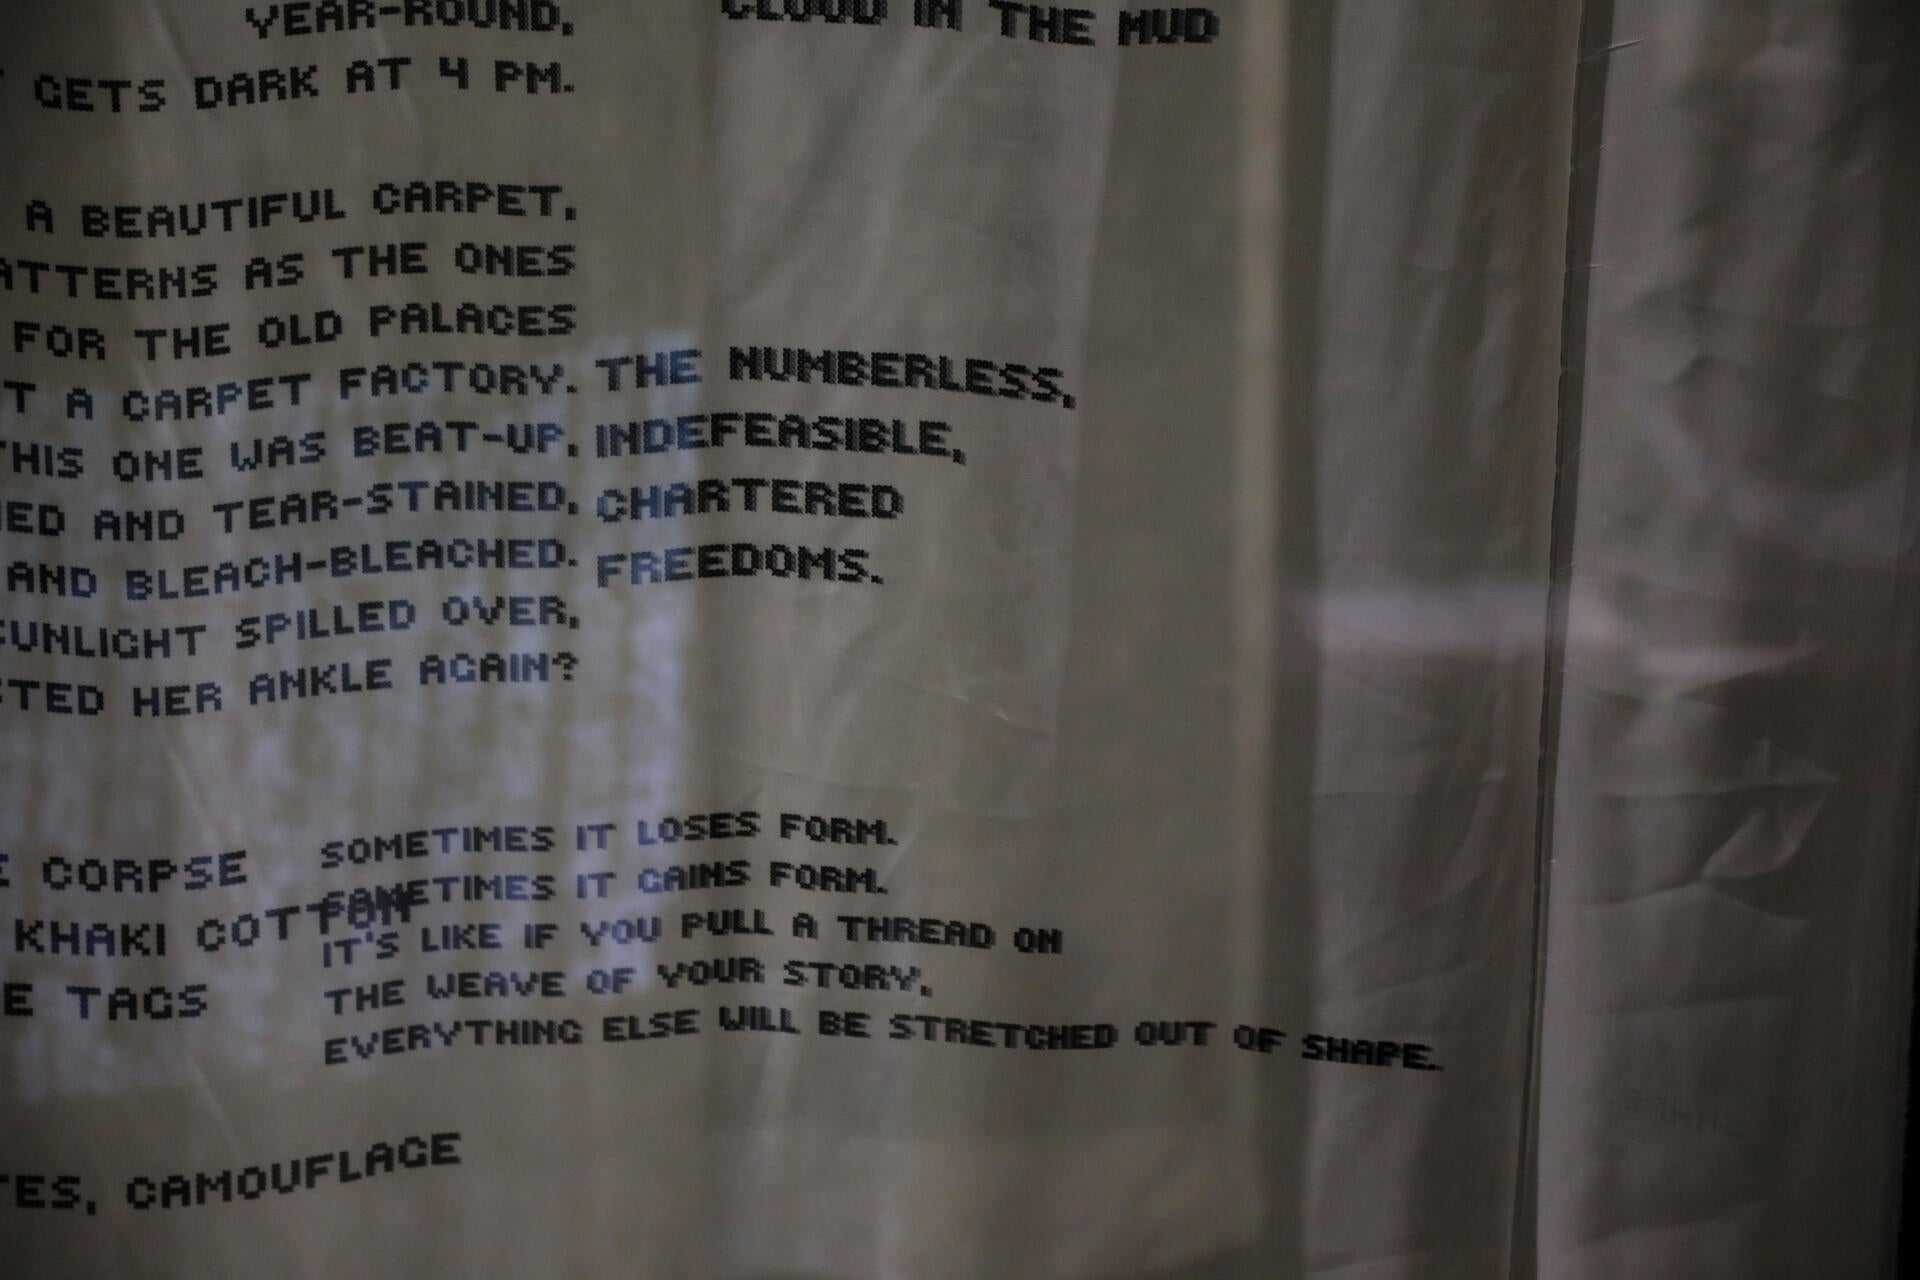 YEAR-ROUND,
CLOUD IN THE MUD
GETS DARK AT 4 PM.
A BEAUTIFUL CARPET,
ATTERNS AS THE ONES
FOR THE OLD PALACES
T A CARPET FACTORY.
THIS ONE WAS BEAT-UP,
ED AND TEAR-STAINED,
AND BLEACH-BLEACHED.
UNLIGHT SPILLED OVER,
TED HER ANKLE AGAIN?
THE NUMBERLESS,
INDEFEASIBLE,
CHARTERED
FREEDOMS.
E CORPSE
KHAKI COTTON
E TAGS
TES, CAMOUFLAGE
SOMETIMES IT LOSES FORM.
SOMETIMES IT GAINS FORM.
IT'S LIKE IF YOU PULL A THREAD ON
THE WEAVE OF YOUR STORY,
EVERYTHING ELSE WILL BE STRETCHED OUT OF SHAPE.